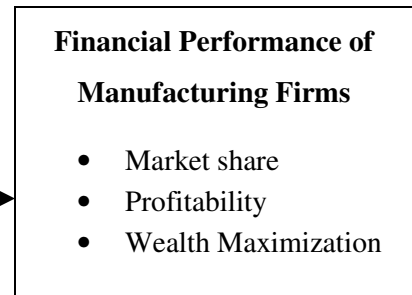 Financial Performance of
Manufacturing Firms
• Market share
• Profitability
• Wealth Maximization